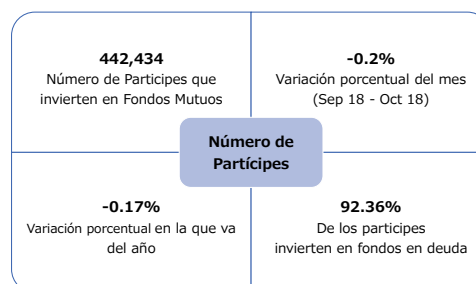 442,434
Número de Participes que
invierten en Fondos Mutuos
-0.2%
Variación porcentual del mes
(Sep 18 - Oct 18)
Número de
Partícipes
-0.17%
Variación porcentual en la que va
del año
92.36%
De los participes
invierten en fondos en deuda